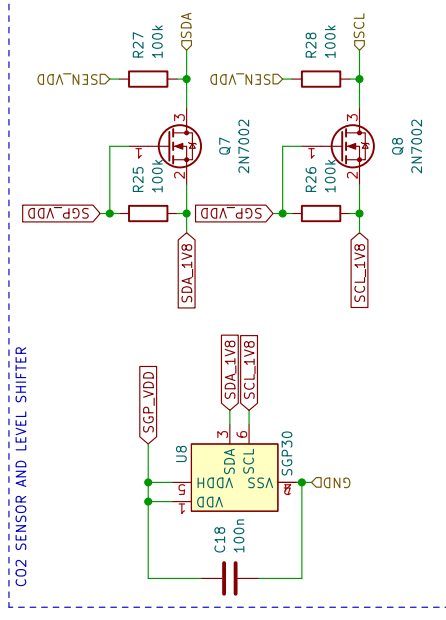 CO2 SENSOR AND LEVEL SHIFTER
SDA
R27
100k
SEN_VDD
3
Q7
2N7002
1
2
R25
100k
SGP_VDD
SDA_1V8
SCL
R28
100k
SEN_VDD
3
Q8
2N7002
1
2
R26
100k
SGP_VDD
SCL_1V8
SGP_VDD
SDA_1V8
SCL_1V8
3
6
U8
SGP30
SDA
SCL
VDDH
VDD
VSS
5
1
GND
C18
100n